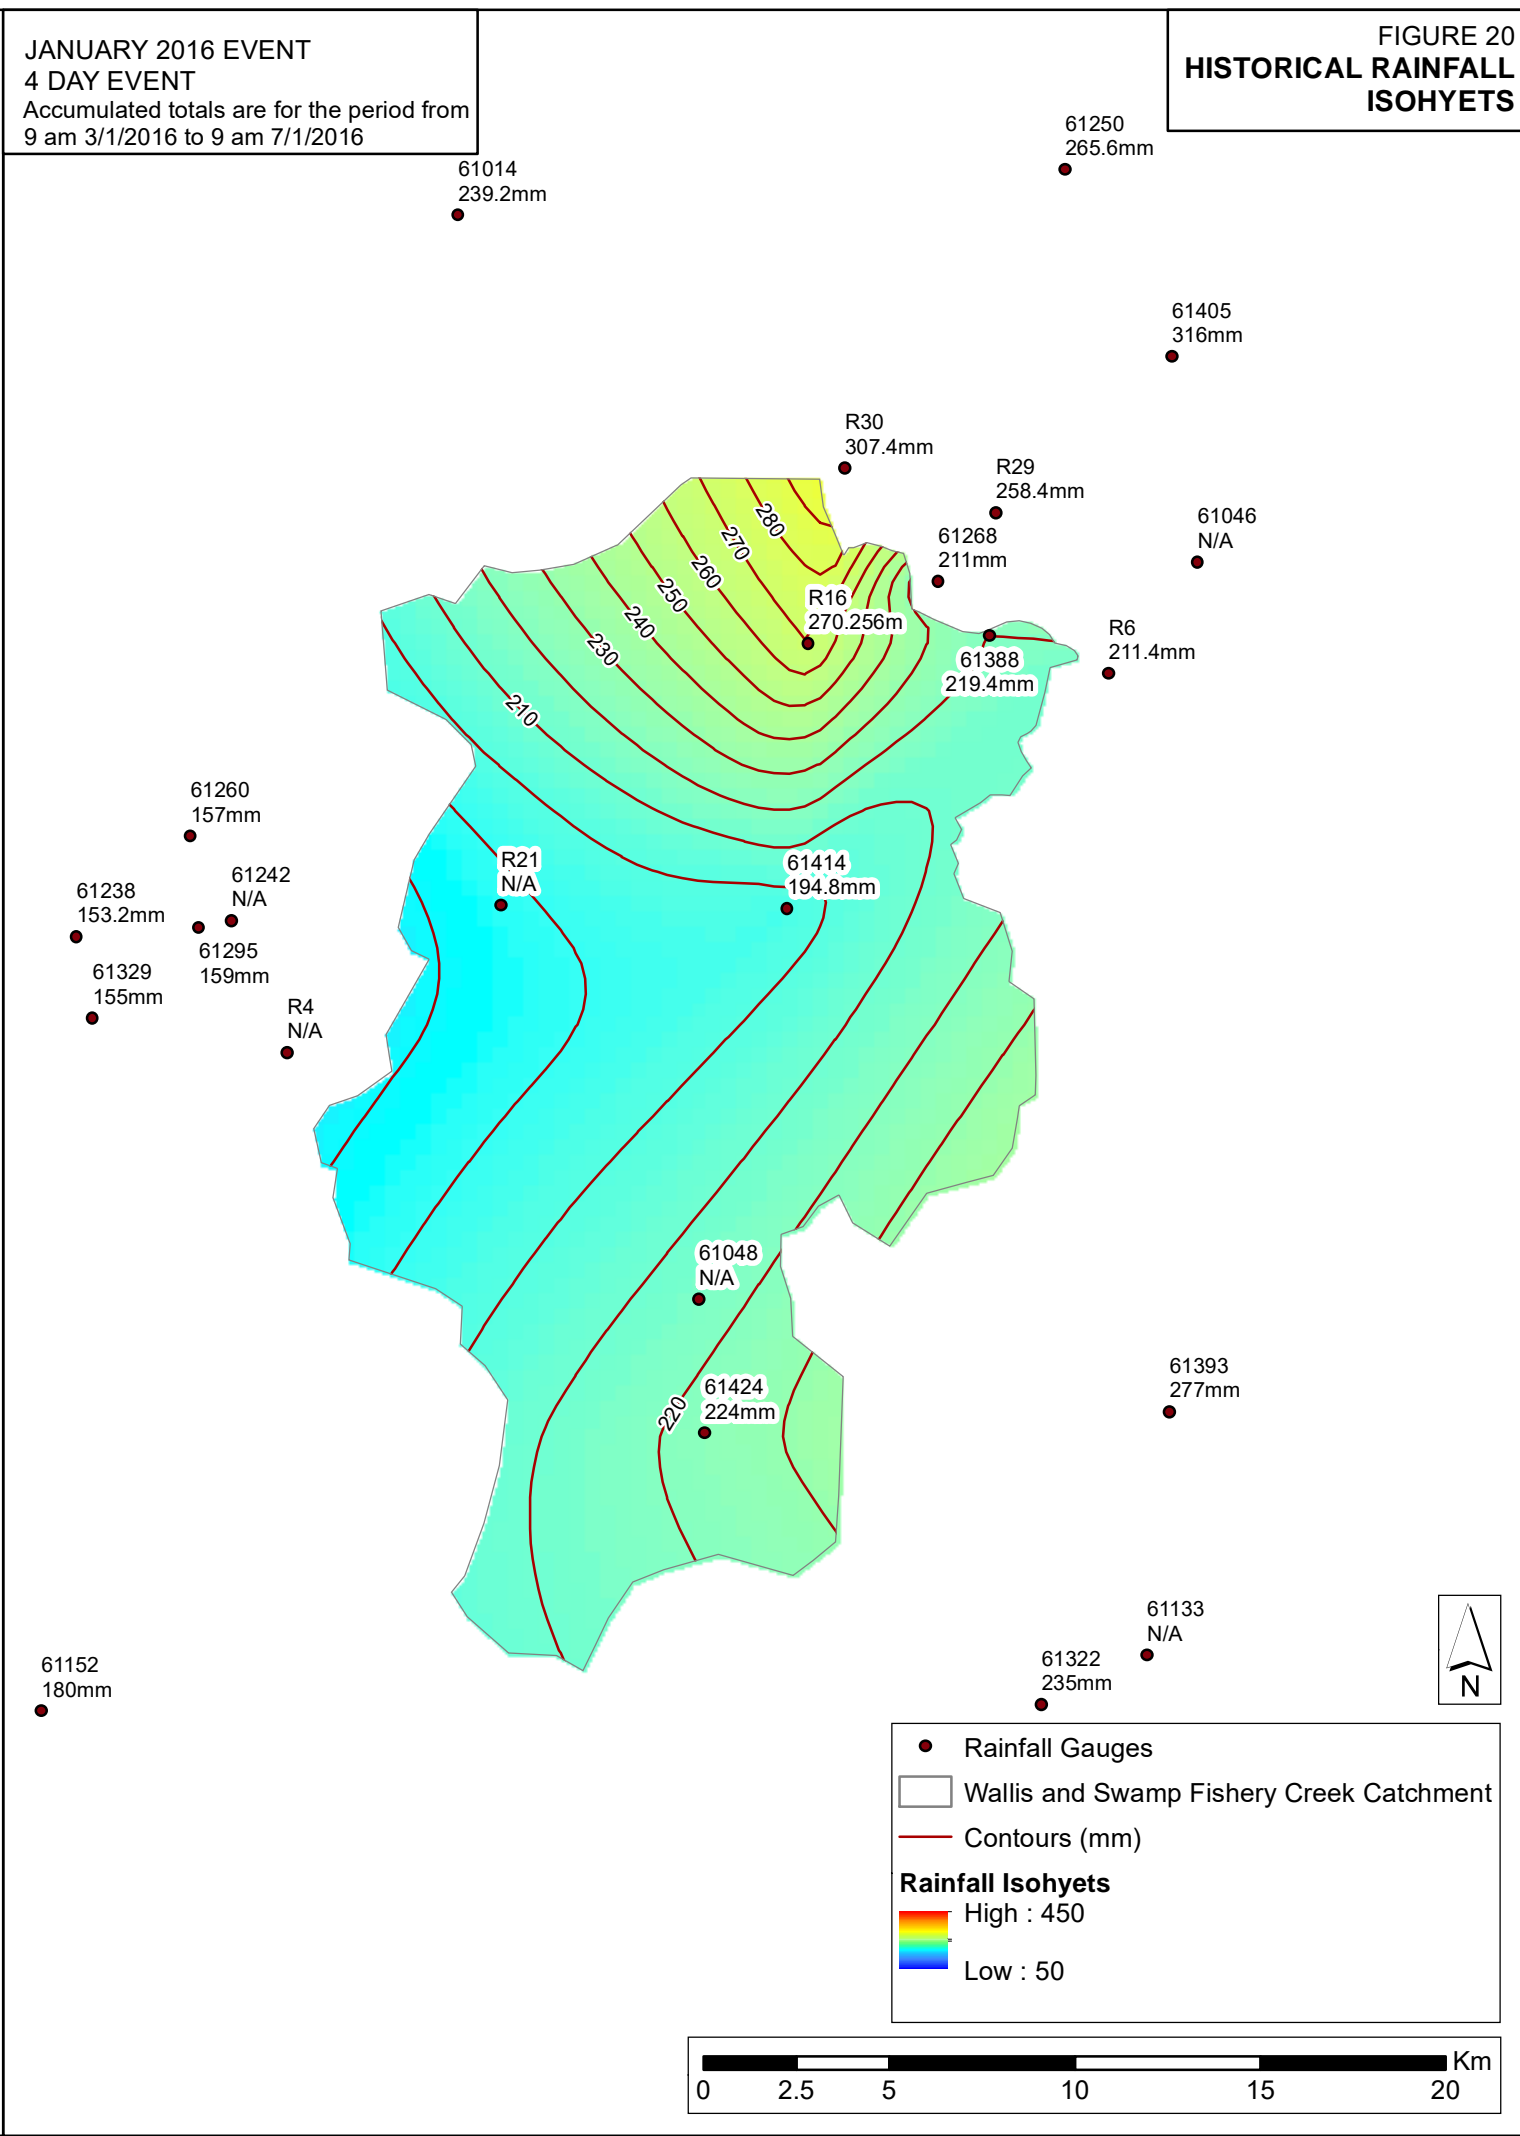 JANUARY 2016 EVENT
4 DAY EVENT
Accumulated totals are for the period from
9 am 3/1/2016 to 9 am 7/1/2016
FIGURE 20
HISTORICAL RAINFALL
ISOHYETS
61250
265.6mm
61014
239.2mm
61405
316mm
R30
307.4mm
R29
258.4mm
61046
N/A
61268
211mm
280
270
260
250
240
230
210
R16
270.256m
R6
211.4mm
61388
219.4mm
61260
157mm
R21
N/A
61414
194.8mm
61242
N/A
61238
153.2mm
61295
159mm
61329
155mm
R4
N/A
61048
N/A
61393
277mm
61424
224mm
220
61133
N/A
61322
235mm
61152
180mm
N
Rainfall Gauges
Wallis and Swamp Fishery Creek Catchment
Contours (mm)
Rainfall Isohyets
High : 450
Low : 50
Km
0 2.5 5 10 15 20